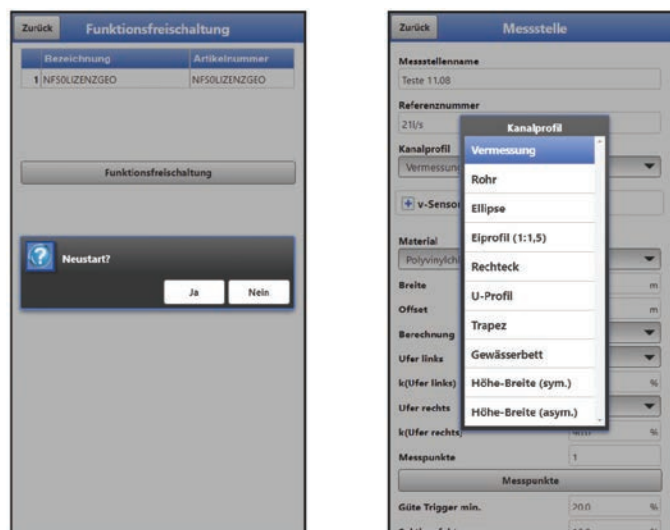 Zurück Funktionsfreischaltung
Bezeichnung Artikelnummer
1 NF50LIZENZGEO NF50LIZENZGEO
Funktionsfreischaltung
Neustart?
Ja Nein
Zurück Messstelle
Messstellenname
Teste 11.08
Referenznummer
21l/s
Kanalprofil
Vermessung
v-Sensor
Material
Polyvinylchl
Breite m
Offset m
Berechnung
Ufer links
k(Ufer links) %
Ufer rechts
k(Ufer rechts) %
Messpunkte 1
Messpunkte
Güte Trigger min. 20.0 %
Kanalprofil
Vermessung
Rohr
Ellipse
Eiprofil (1:1,5)
Rechteck
U-Profil
Trapez
Gewässerbett
Höhe-Breite (sym.)
Höhe-Breite (asym.)